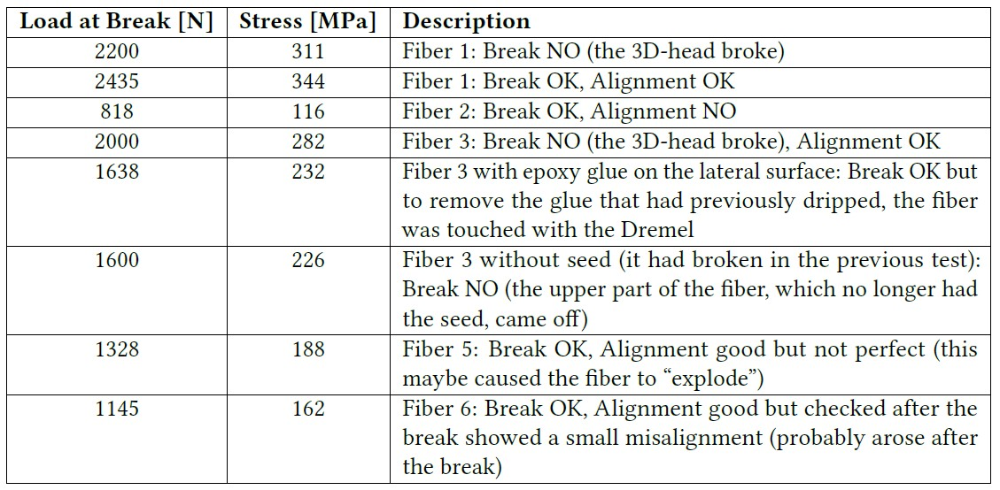 Load at Break [N] Stress [MPa] Description
2200 311 Fiber 1: Break NO (the 3D-head broke)
2435 344 Fiber 1: Break OK, Alignment OK
818 116 Fiber 2: Break OK, Alignment NO
2000 282 Fiber 3: Break NO (the 3D-head broke), Alignment OK
1638 232 Fiber 3 with epoxy glue on the lateral surface: Break OK but
to remove the glue that had previously dripped, the fiber
was touched with the Dremel
1600 226 Fiber 3 without seed (it had broken in the previous test):
Break NO (the upper part of the fiber, which no longer had
the seed, came off)
1328 188 Fiber 5: Break OK, Alignment good but not perfect (this
maybe caused the fiber to “explode”)
1145 162 Fiber 6: Break OK, Alignment good but checked after the
break showed a small misalignment (probably arose after
the break)